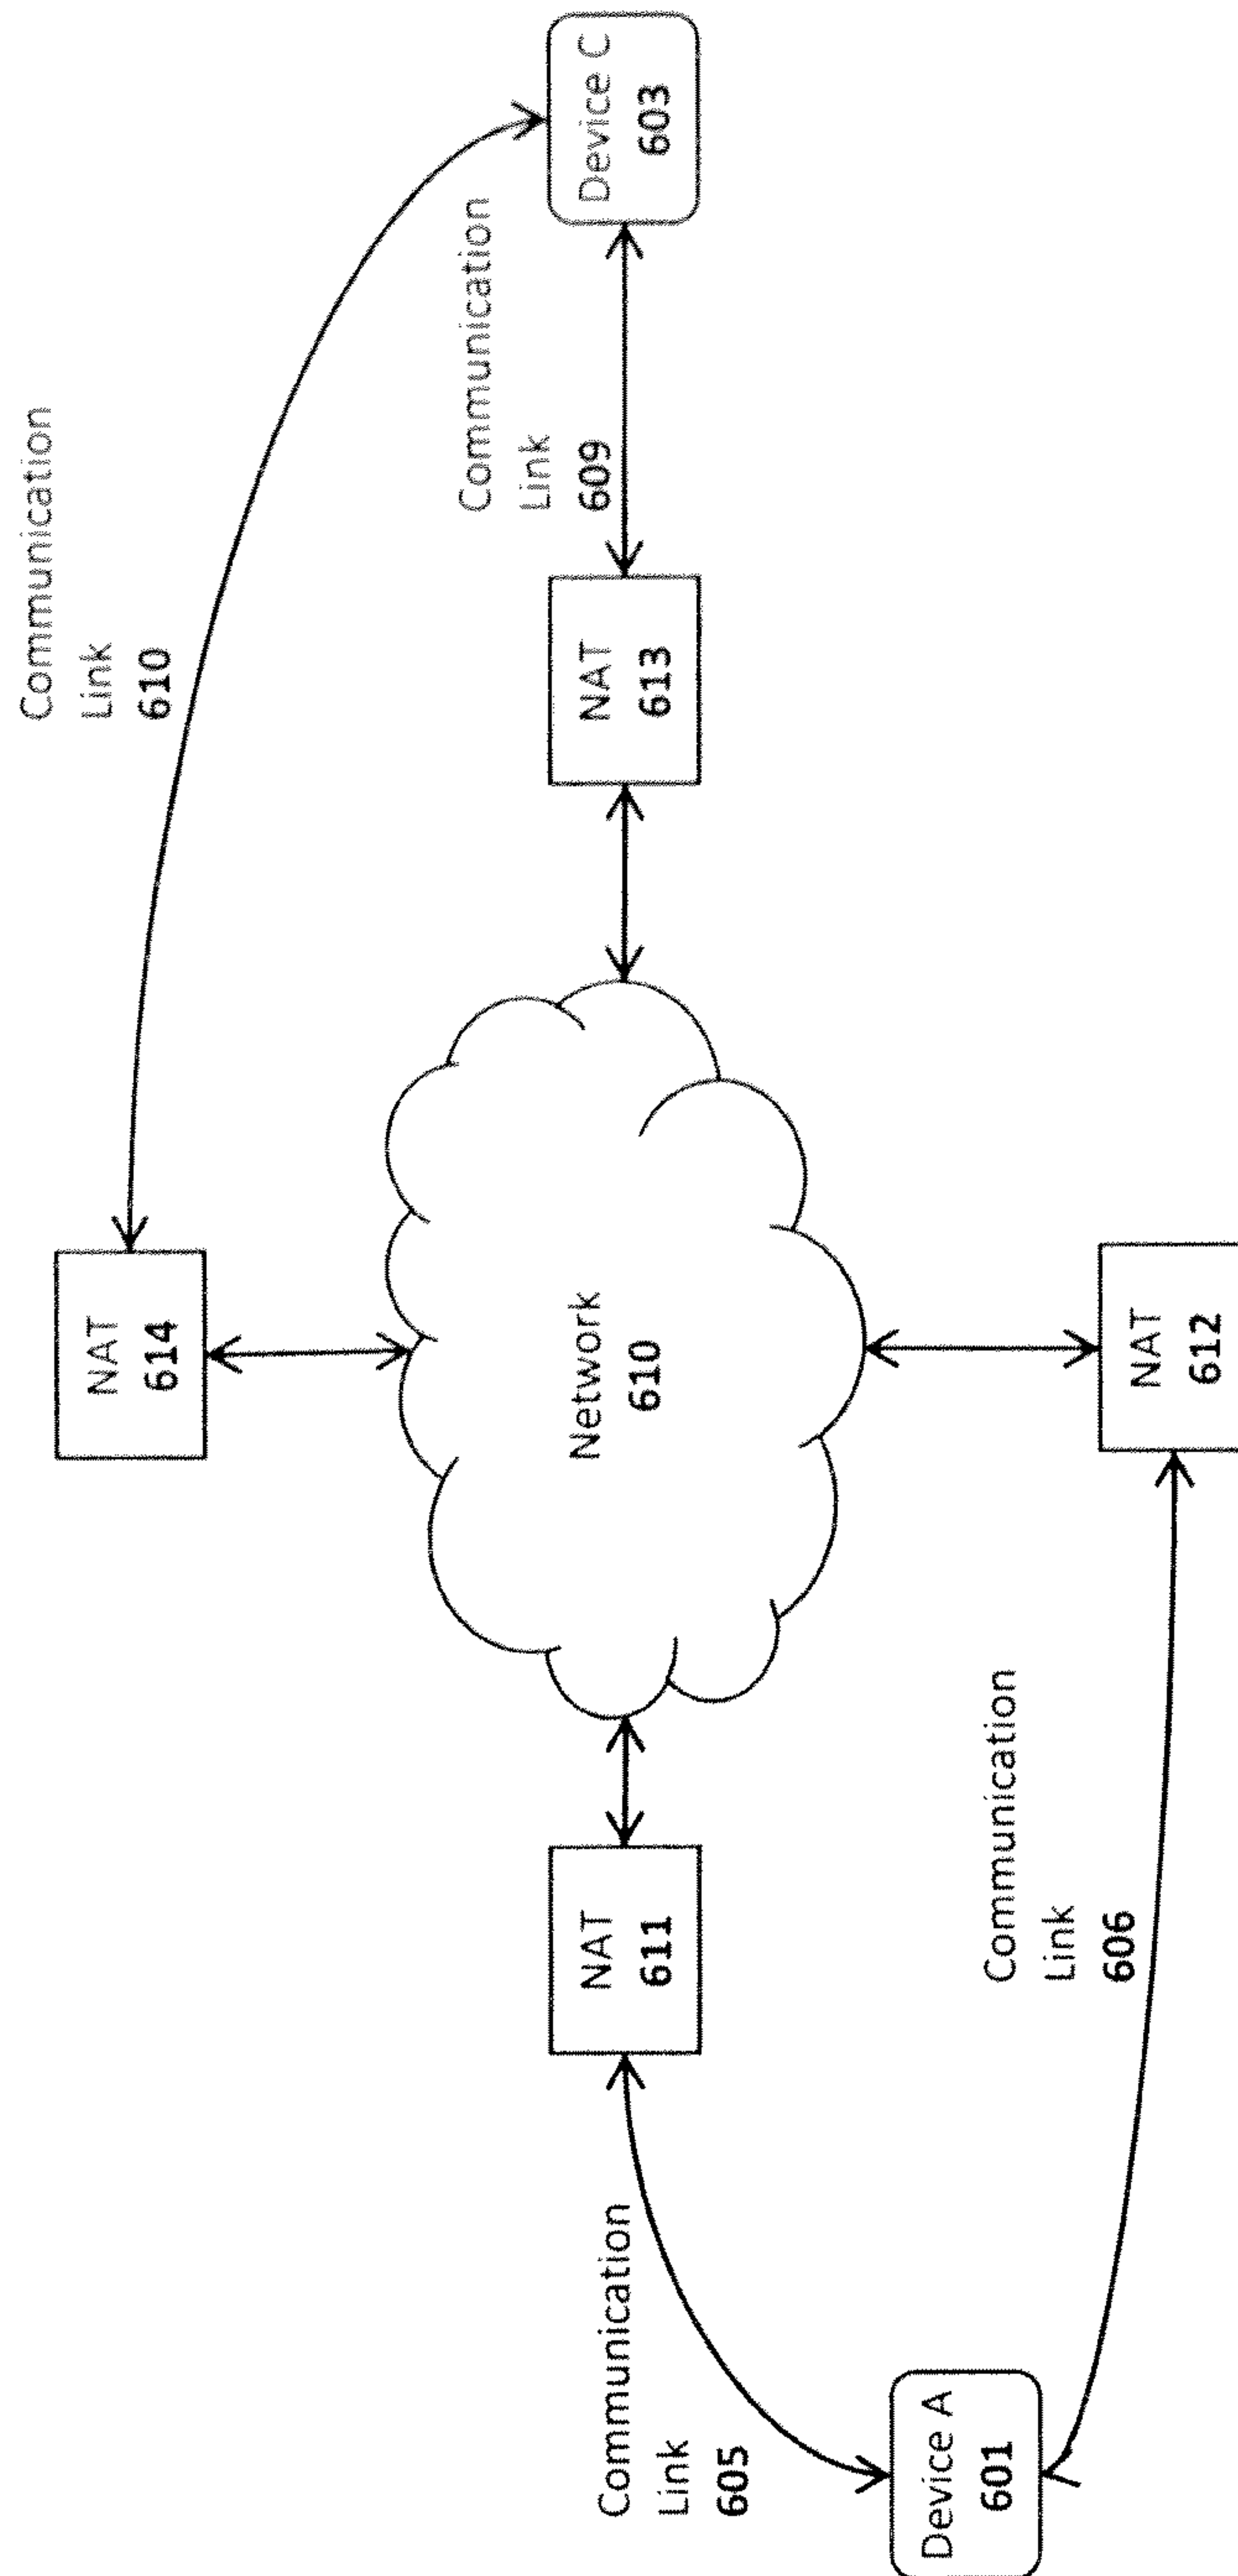 Communication
Link
610
NAT
614
Communication
Link
609
Device C
603
NAT
613
Network
610
NAT
611
Communication
Link
605
Communication
Link
606
NAT
612
Device A
601